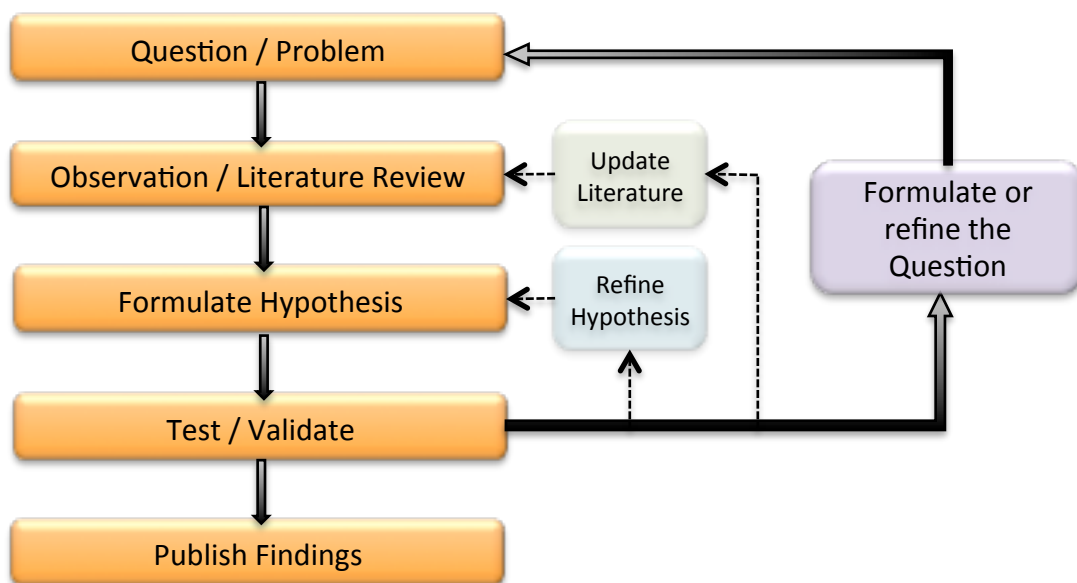 Question / Problem
Observation / Literature Review
Update
Literature
Formulate or
refine the
Question
Formulate Hypothesis
Refine
Hypothesis
Test / Validate
Publish Findings